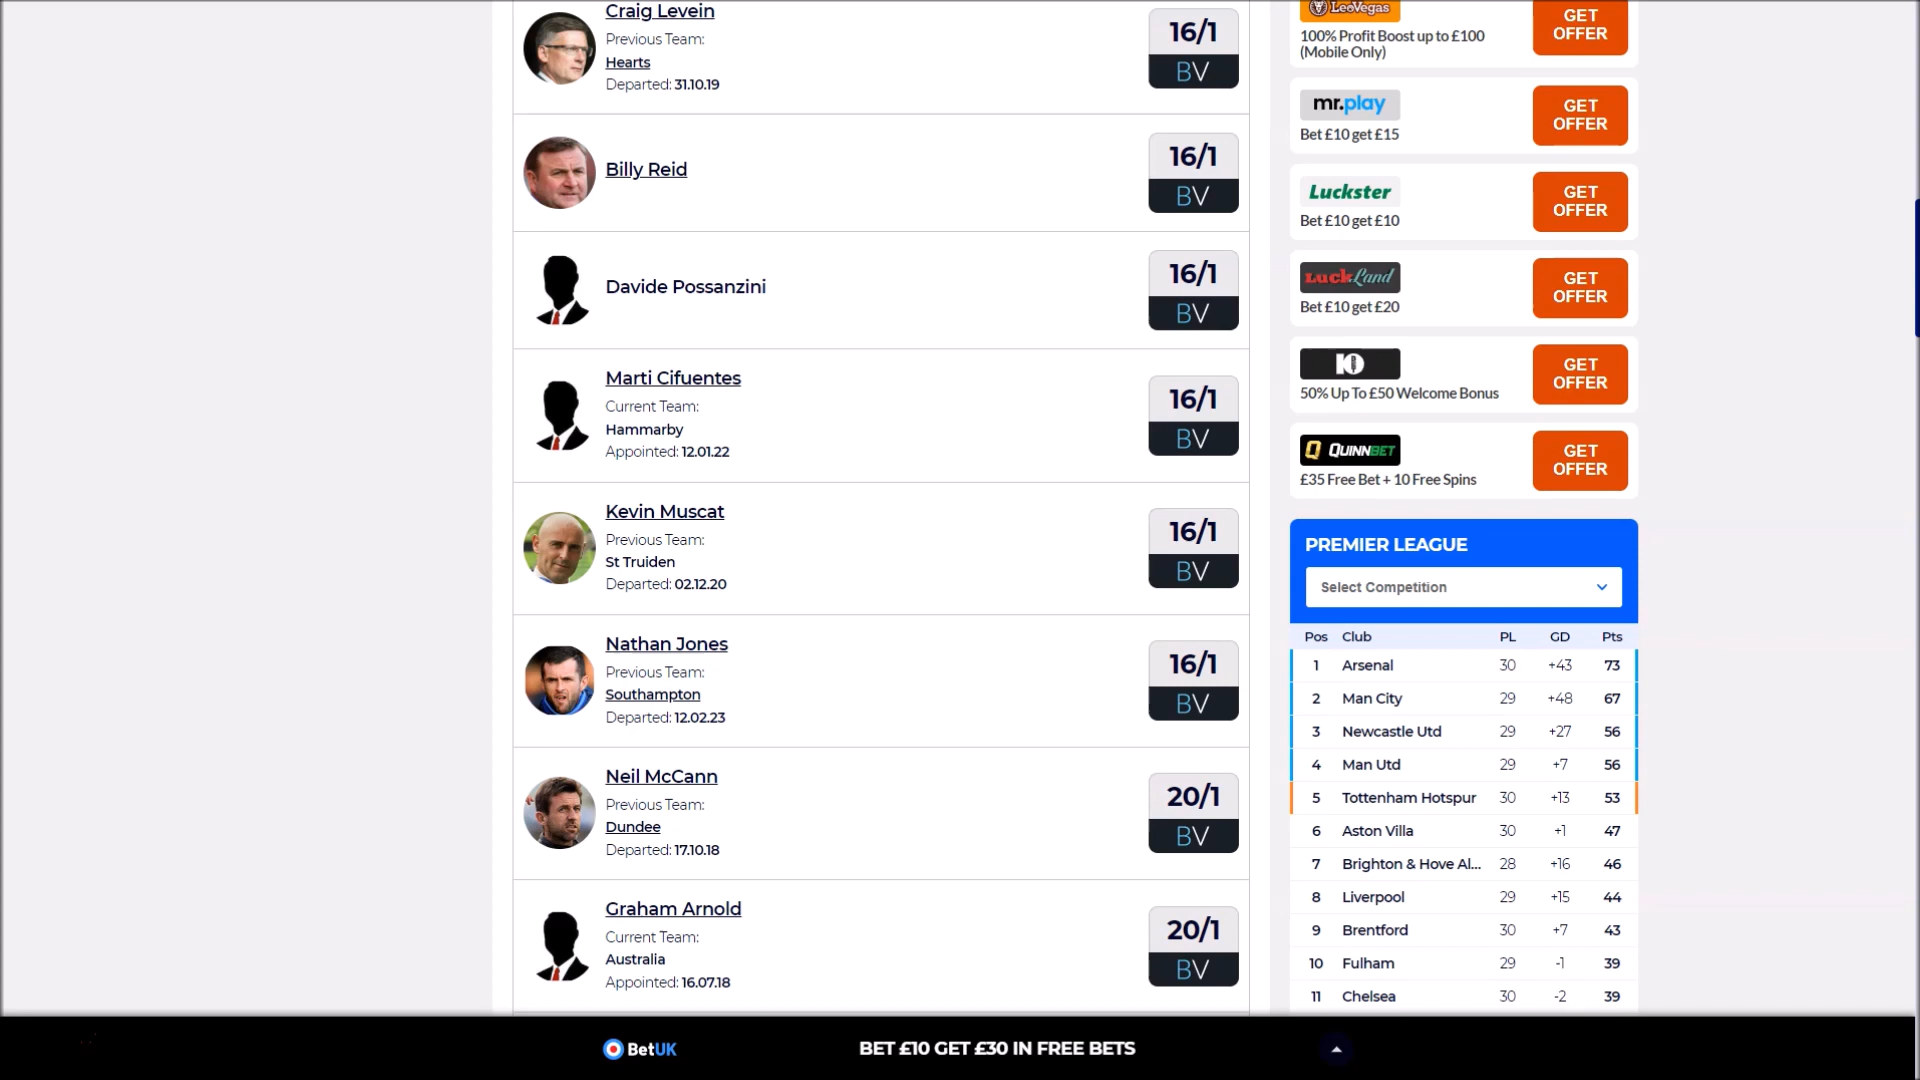 Craig Levein
Previous Team:
Hearts
Departed: 31.10.19
16/1
BV
Billy Reid
16/1
BV
Davide Possanzini
16/1
BV
Marti Cifuentes
Current Team:
Hammarby
Appointed: 12.01.22
16/1
BV
Kevin Muscat
Previous Team:
St Truiden
Departed: 02.12.20
16/1
BV
Nathan Jones
Previous Team:
Southampton
Departed: 12.02.23
16/1
BV
Neil McCann
Previous Team:
Dundee
Departed: 17.10.18
20/1
BV
Graham Arnold
Current Team:
Australia
Appointed: 16.07.18
20/1
BV
LeoVegas
100% Profit Boost up to £100
(Mobile Only)
GET
OFFER
mr.play
Bet £10 get £15
GET
OFFER
Luckster
Bet £10 get £10
GET
OFFER
LuckLand
Bet £10 get £20
GET
OFFER
10
50% Up To £50 Welcome Bonus
GET
OFFER
Q QUINNBET
£35 Free Bet + 10 Free Spins
GET
OFFER
PREMIER LEAGUE
Select Competition
Pos Club PL GD Pts
1 Arsenal 30 +43 73
2 Man City 29 +48 67
3 Newcastle Utd 29 +27 56
4 Man Utd 29 +7 56
5 Tottenham Hotspur 30 +13 53
6 Aston Villa 30 +1 47
7 Brighton & Hove Al... 28 +16 46
8 Liverpool 29 +15 44
9 Brentford 30 +7 43
10 Fulham 29 -1 39
11 Chelsea 30 -2 39
BetUK
BET £10 GET £30 IN FREE BETS